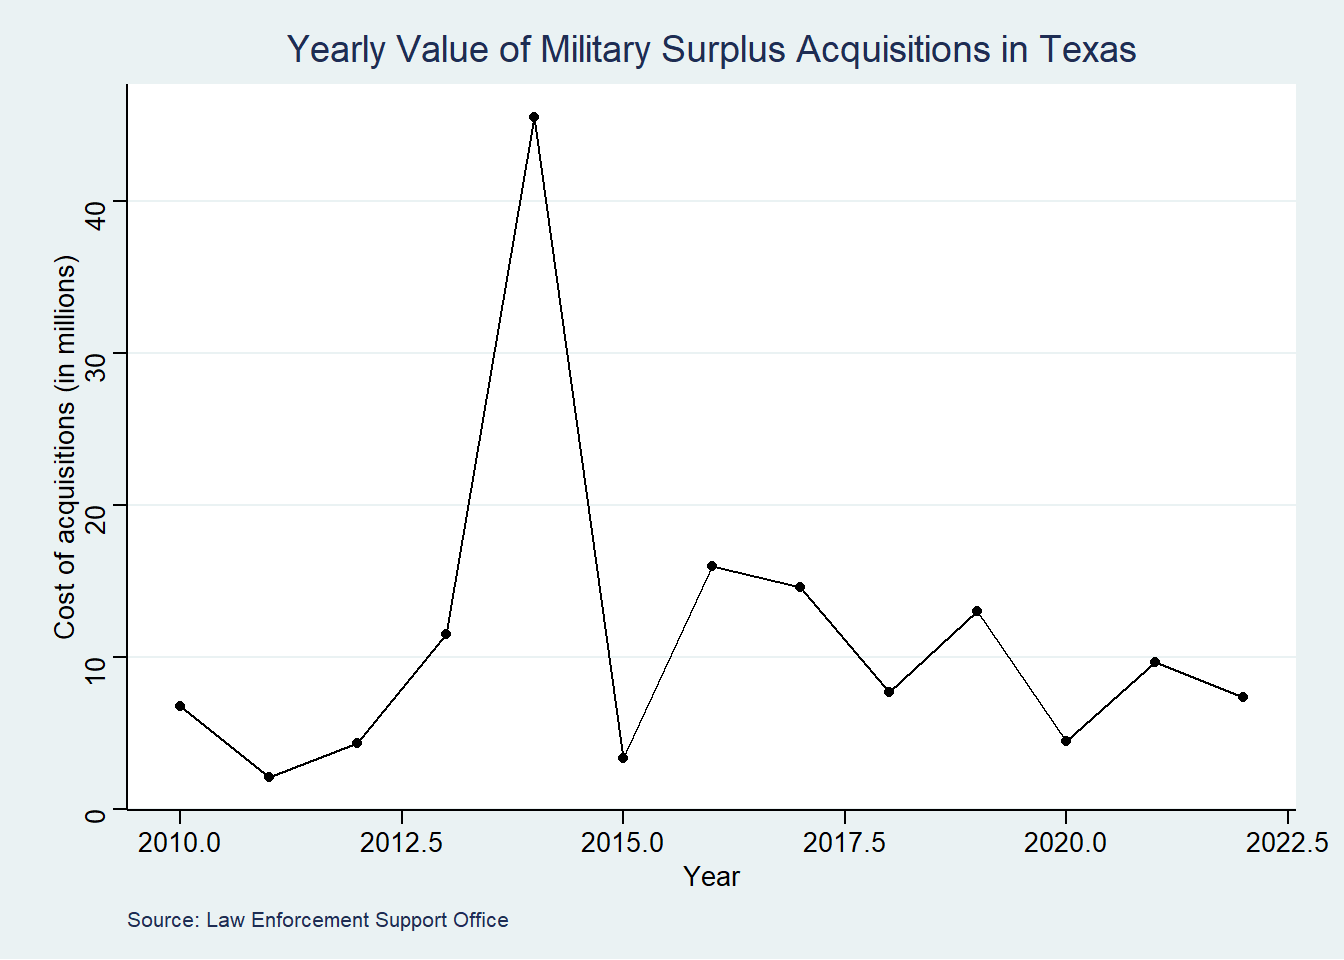 Yearly Value of Military Surplus Acquisitions in Texas
Cost of acquisitions (in millions)
40
30
20
10
0
2010.0 2012.5 2015.0 2017.5 2020.0 2022.5
Year
Source: Law Enforcement Support Office